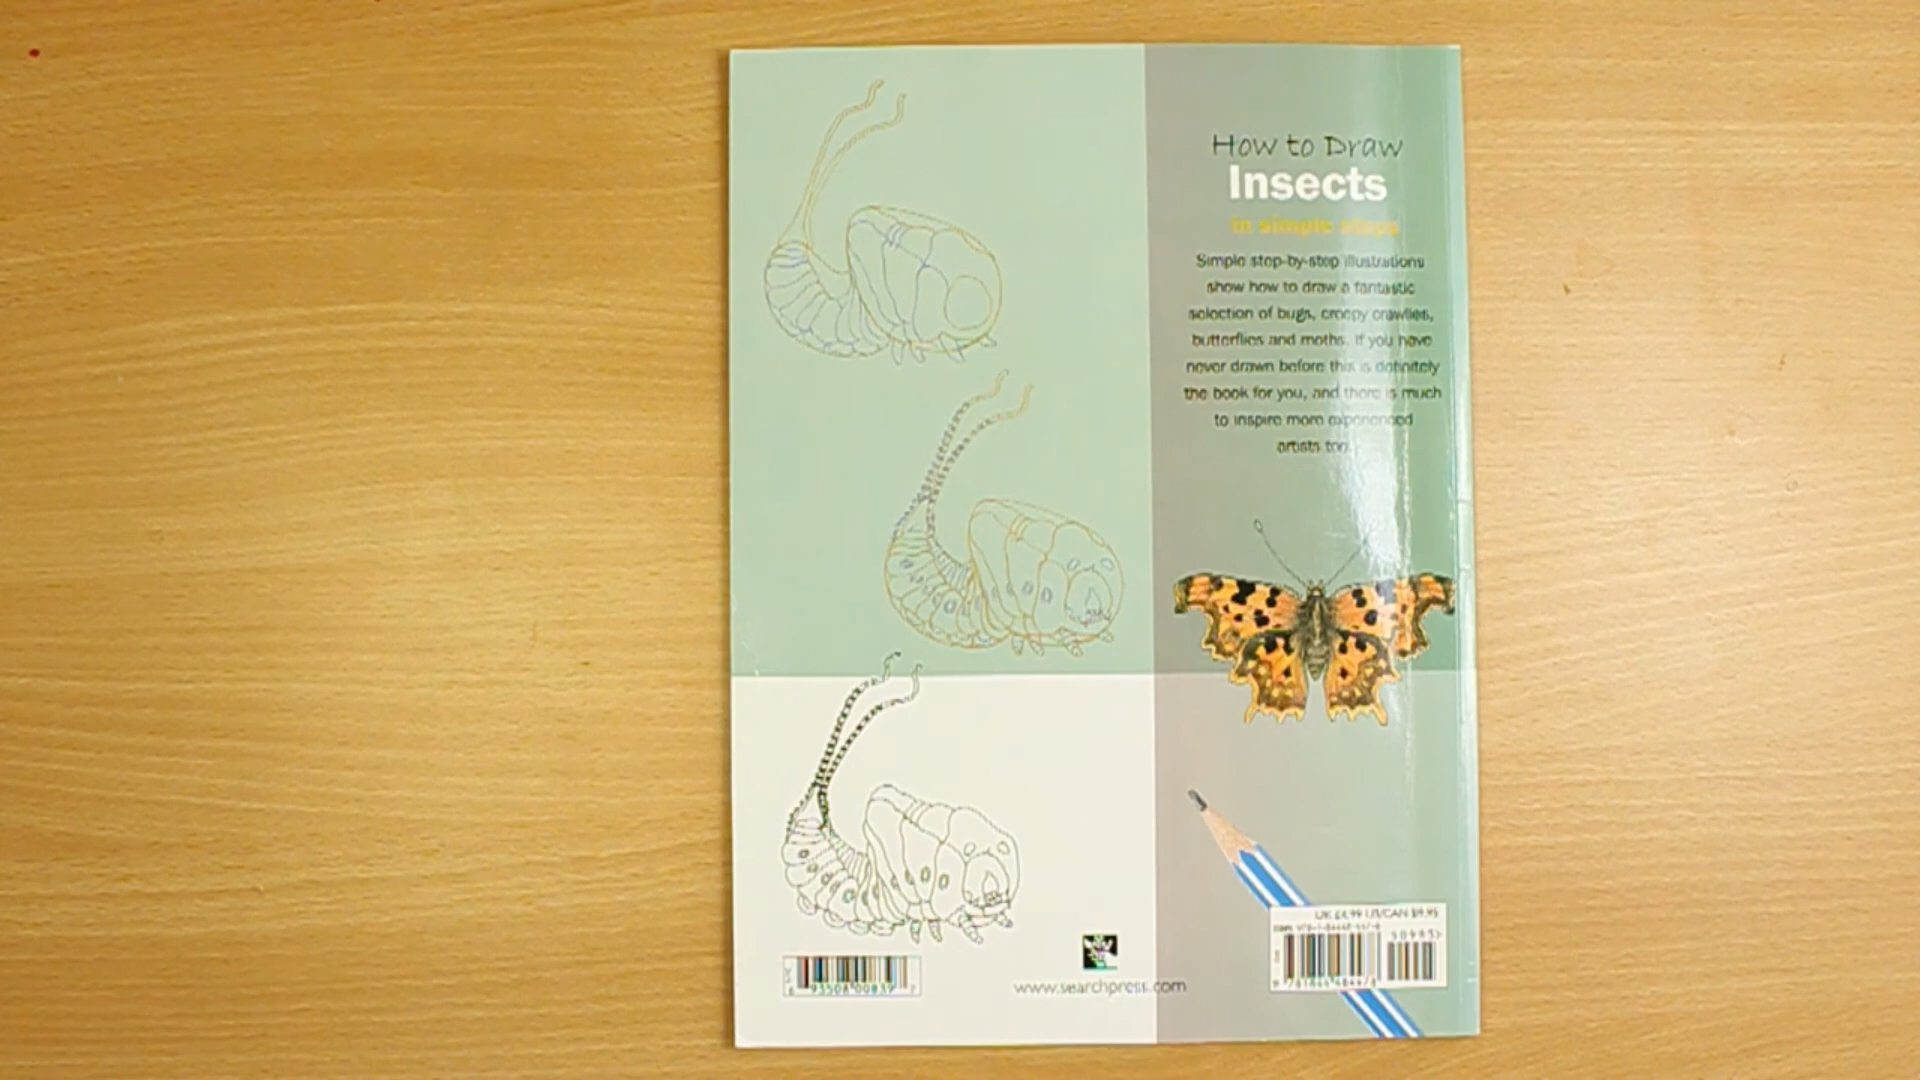 How to Draw
Insects
in simple steps
Simple step-by-step illustrations
show how to draw a fantastic
selection of bugs, creepy crawlies,
butterflies and moths. If you have
never drawn before this is definitely
the book for you, and there is much
to inspire more experienced
artists too.
UK £4.99 US/CAN $9.95
ISBN
www.searchpress.com